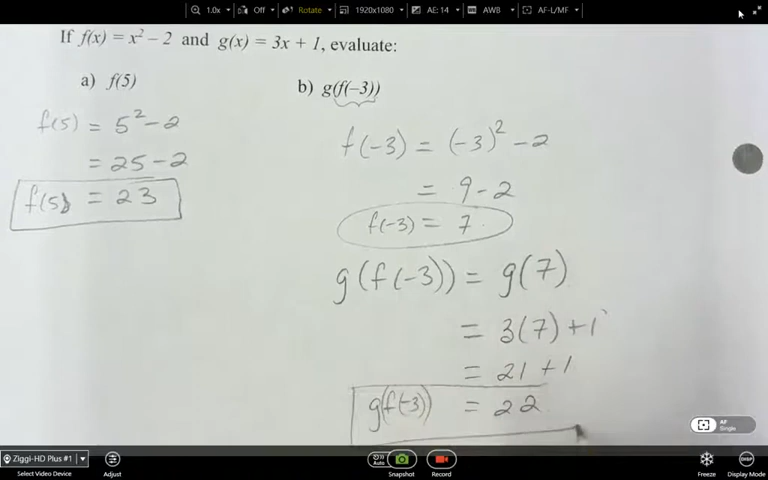 1.0x Off Rotate 1920x1080 AE: 14 AWB AF-L/MF
If f(x) = x² – 2 and g(x) = 3x + 1, evaluate:
a) f(5)
f(5) = 5² - 2
= 25 - 2
f(5) = 23
b) g(f(–3))
f(-3) = (-3)² - 2
= 9 - 2
f(-3) = 7
g(f(-3)) = g(7)
= 3(7) + 1
= 21 + 1
g(f(-3)) = 22
AF
Single
Ziggi-HD Plus #1
Select Video Device
Adjust
Auto
Snapshot
Record
Freeze
DISP
Display Mode